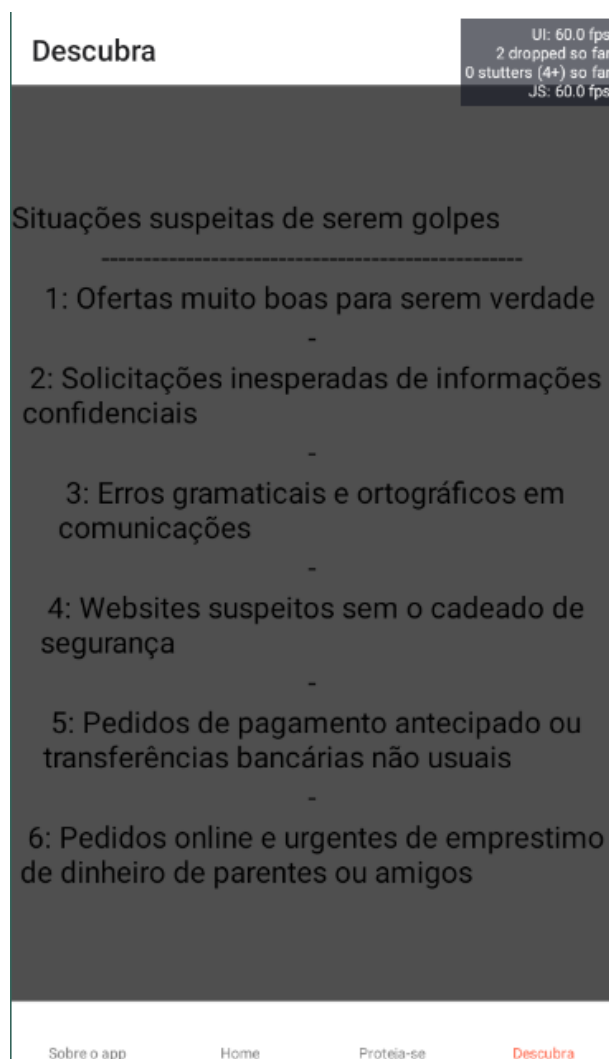 Descubra
UI: 60.0 fps
2 dropped so far
0 stutters (4+) so far
JS: 60.0 fps
Situações suspeitas de serem golpes
--------------------------------------------------
1: Ofertas muito boas para serem verdade
-
2: Solicitações inesperadas de informações
confidenciais
-
3: Erros gramaticais e ortográficos em
comunicações
-
4: Websites suspeitos sem o cadeado de
segurança
-
5: Pedidos de pagamento antecipado ou
transferências bancárias não usuais
-
6: Pedidos online e urgentes de emprestimo
de dinheiro de parentes ou amigos
Sobre o app
Home
Proteja-se
Descubra